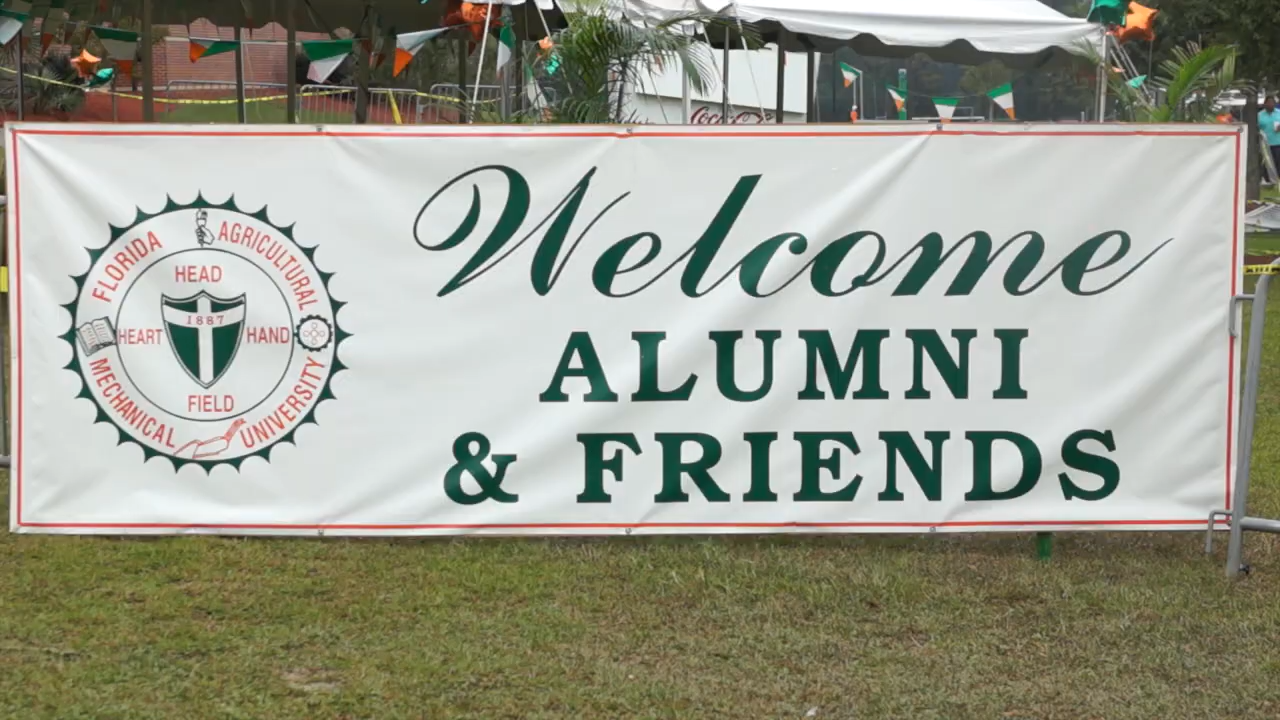 FLORIDA AGRICULTURAL
MECHANICAL UNIVERSITY
HEAD
1887
HEART HAND
FIELD
Welcome
ALUMNI
& FRIENDS
Coca-Cola